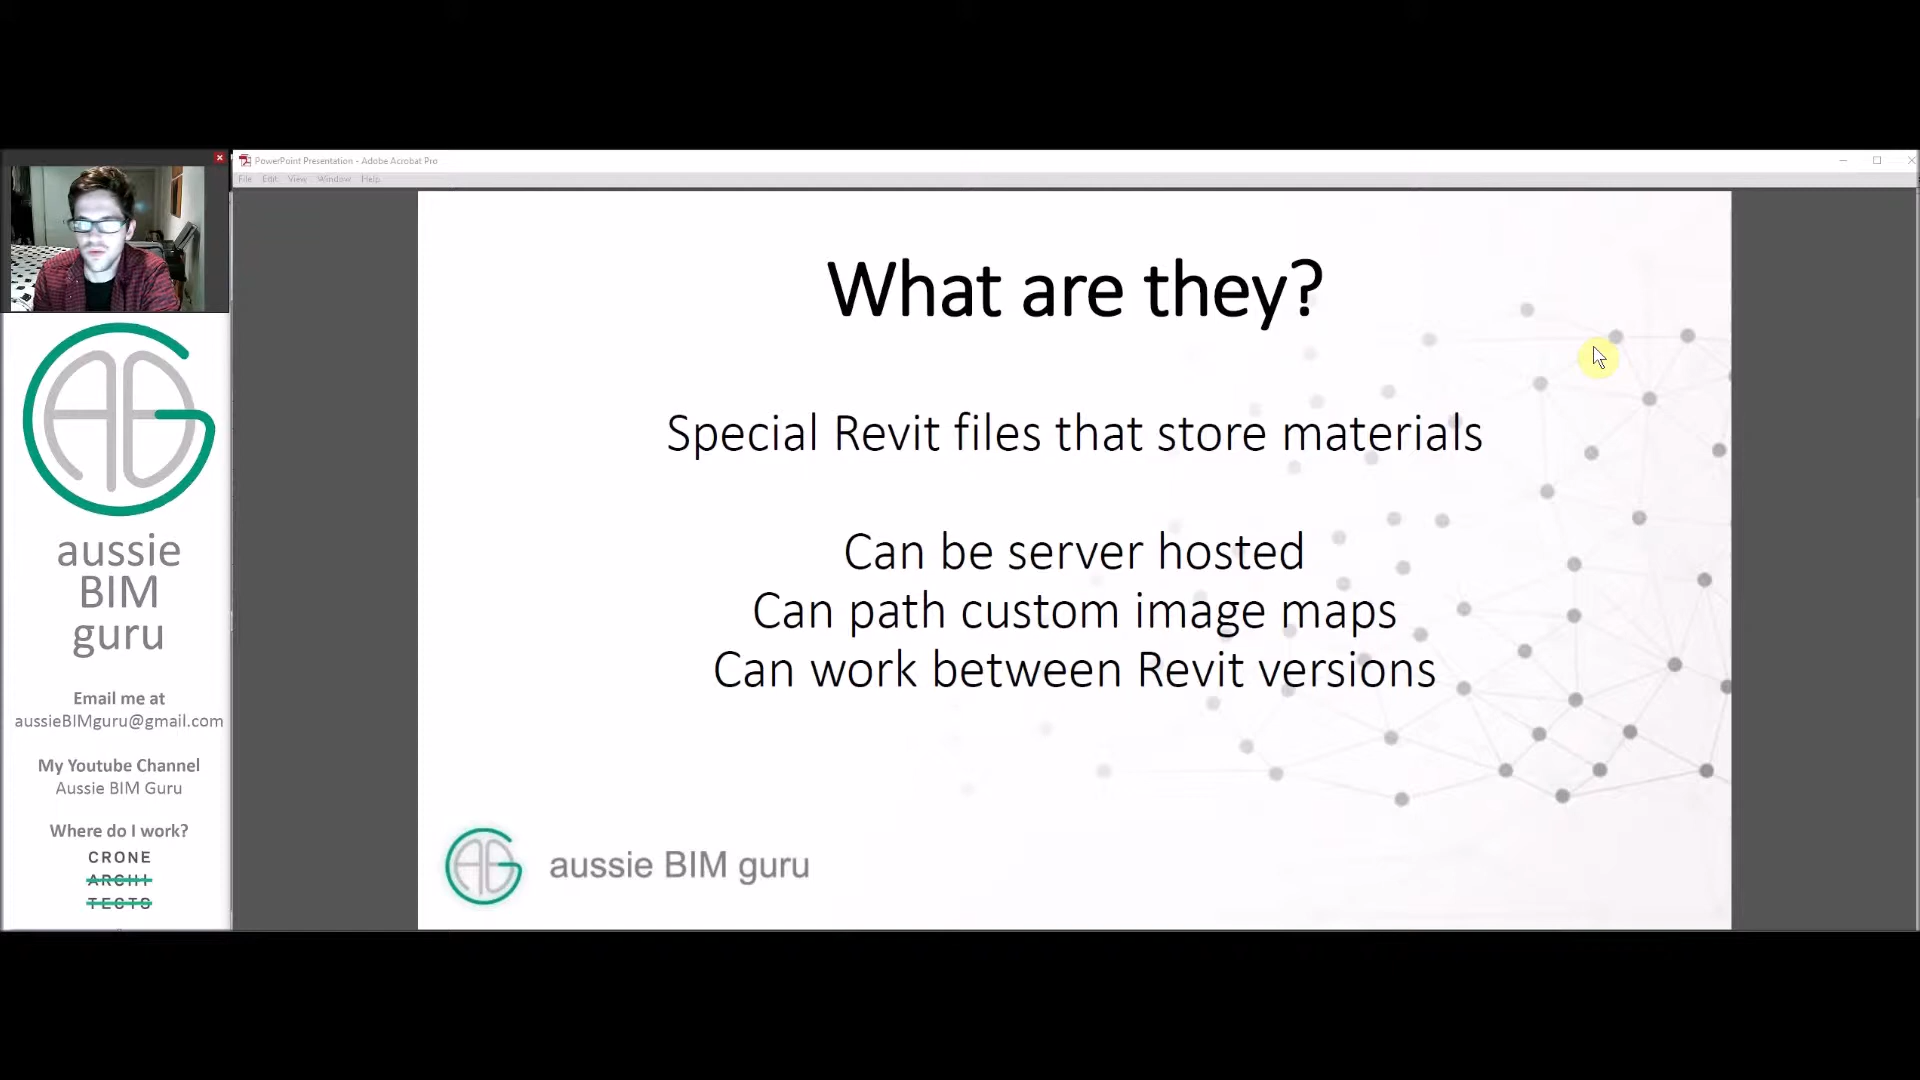 PowerPoint Presentation - Adobe Acrobat Pro
File Edit View Window Help
What are they?
Special Revit files that store materials
Can be server hosted
Can path custom image maps
Can work between Revit versions
aussie BIM guru
aussie
BIM
guru
Email me at
aussieBIMguru@gmail.com
My Youtube Channel
Aussie BIM Guru
Where do I work?
CRONE
ARCHI
TECTS